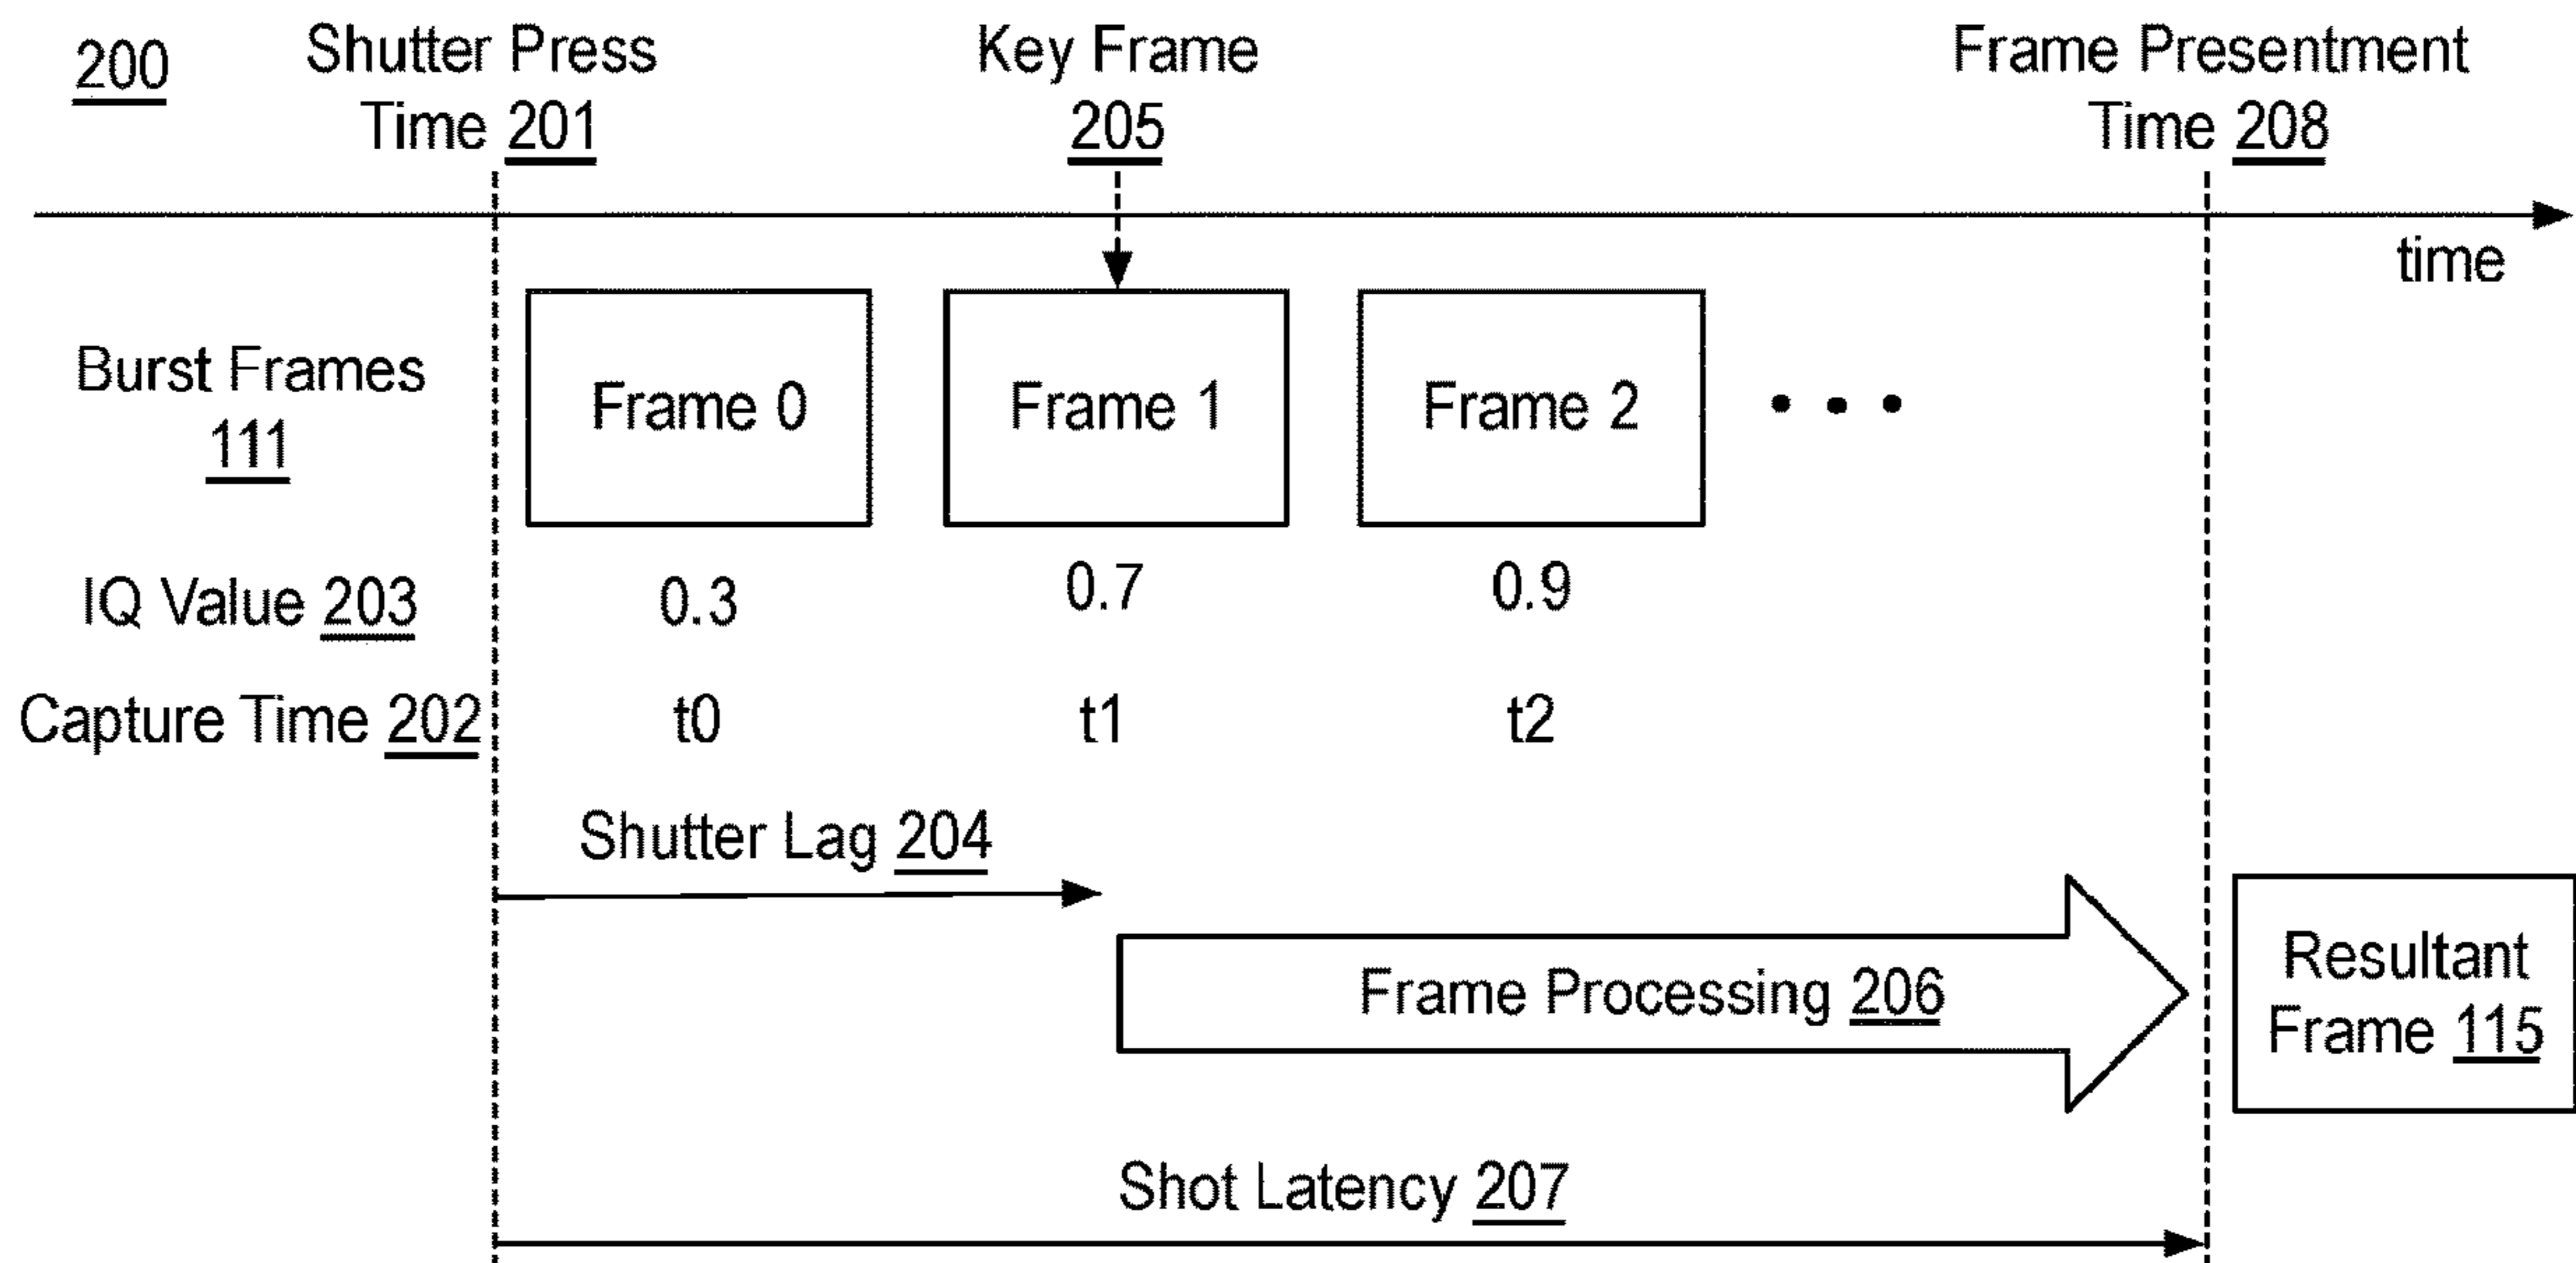 200
Shutter Press
Time 201
Key Frame
205
Frame Presentment
Time 208
time
Burst Frames
111
Frame 0
Frame 1
Frame 2
• • •
IQ Value 203
0.3
0.7
0.9
Capture Time 202
t0
t1
t2
Shutter Lag 204
Frame Processing 206
Resultant
Frame 115
Shot Latency 207